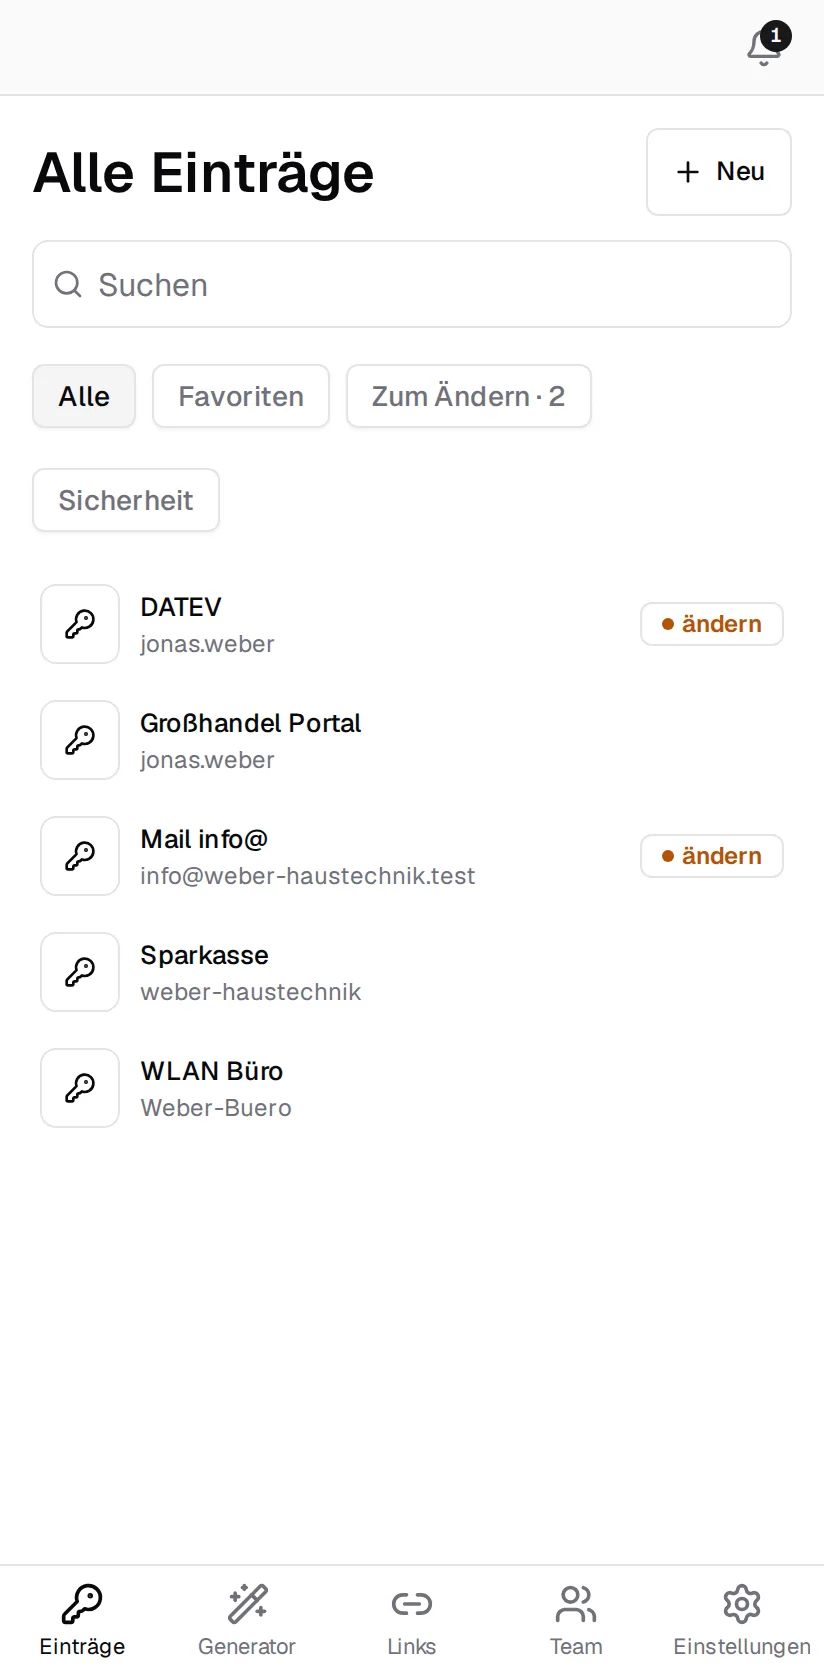 1
Alle Einträge
Neu
Suchen
Alle
Favoriten
Zum Ändern · 2
Sicherheit
DATEV
jonas.weber
ändern
Großhandel Portal
jonas.weber
Mail info@
info@weber-haustechnik.test
ändern
Sparkasse
weber-haustechnik
WLAN Büro
Weber-Buero
Einträge
Generator
Links
Team
Einstellungen